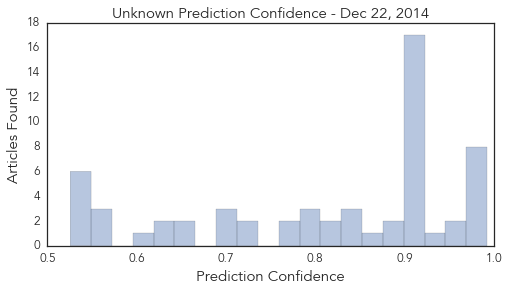 Unknown Prediction Confidence - Dec 22, 2014
18
16
14
12
10
8
6
4
2
0
Articles Found
0.5 0.6 0.7 0.8 0.9 1.0
Prediction Confidence